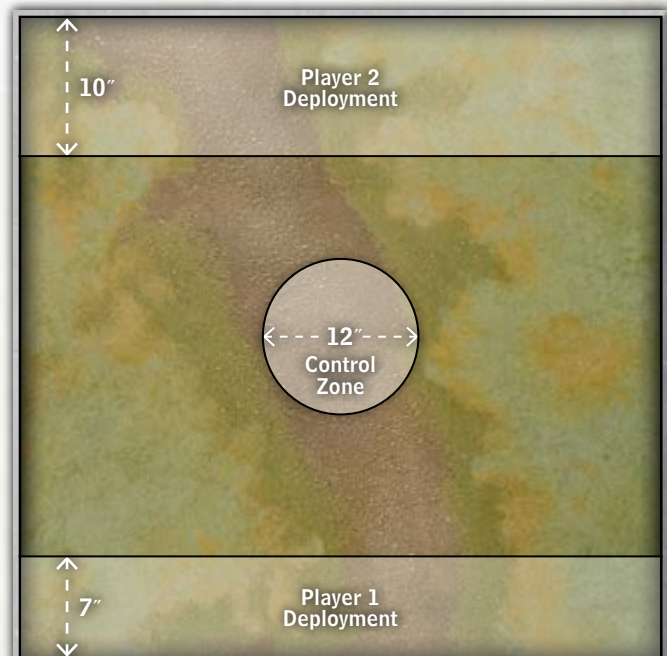 Player 2
Deployment
10″
12″
Control
Zone
Player 1
Deployment
7″